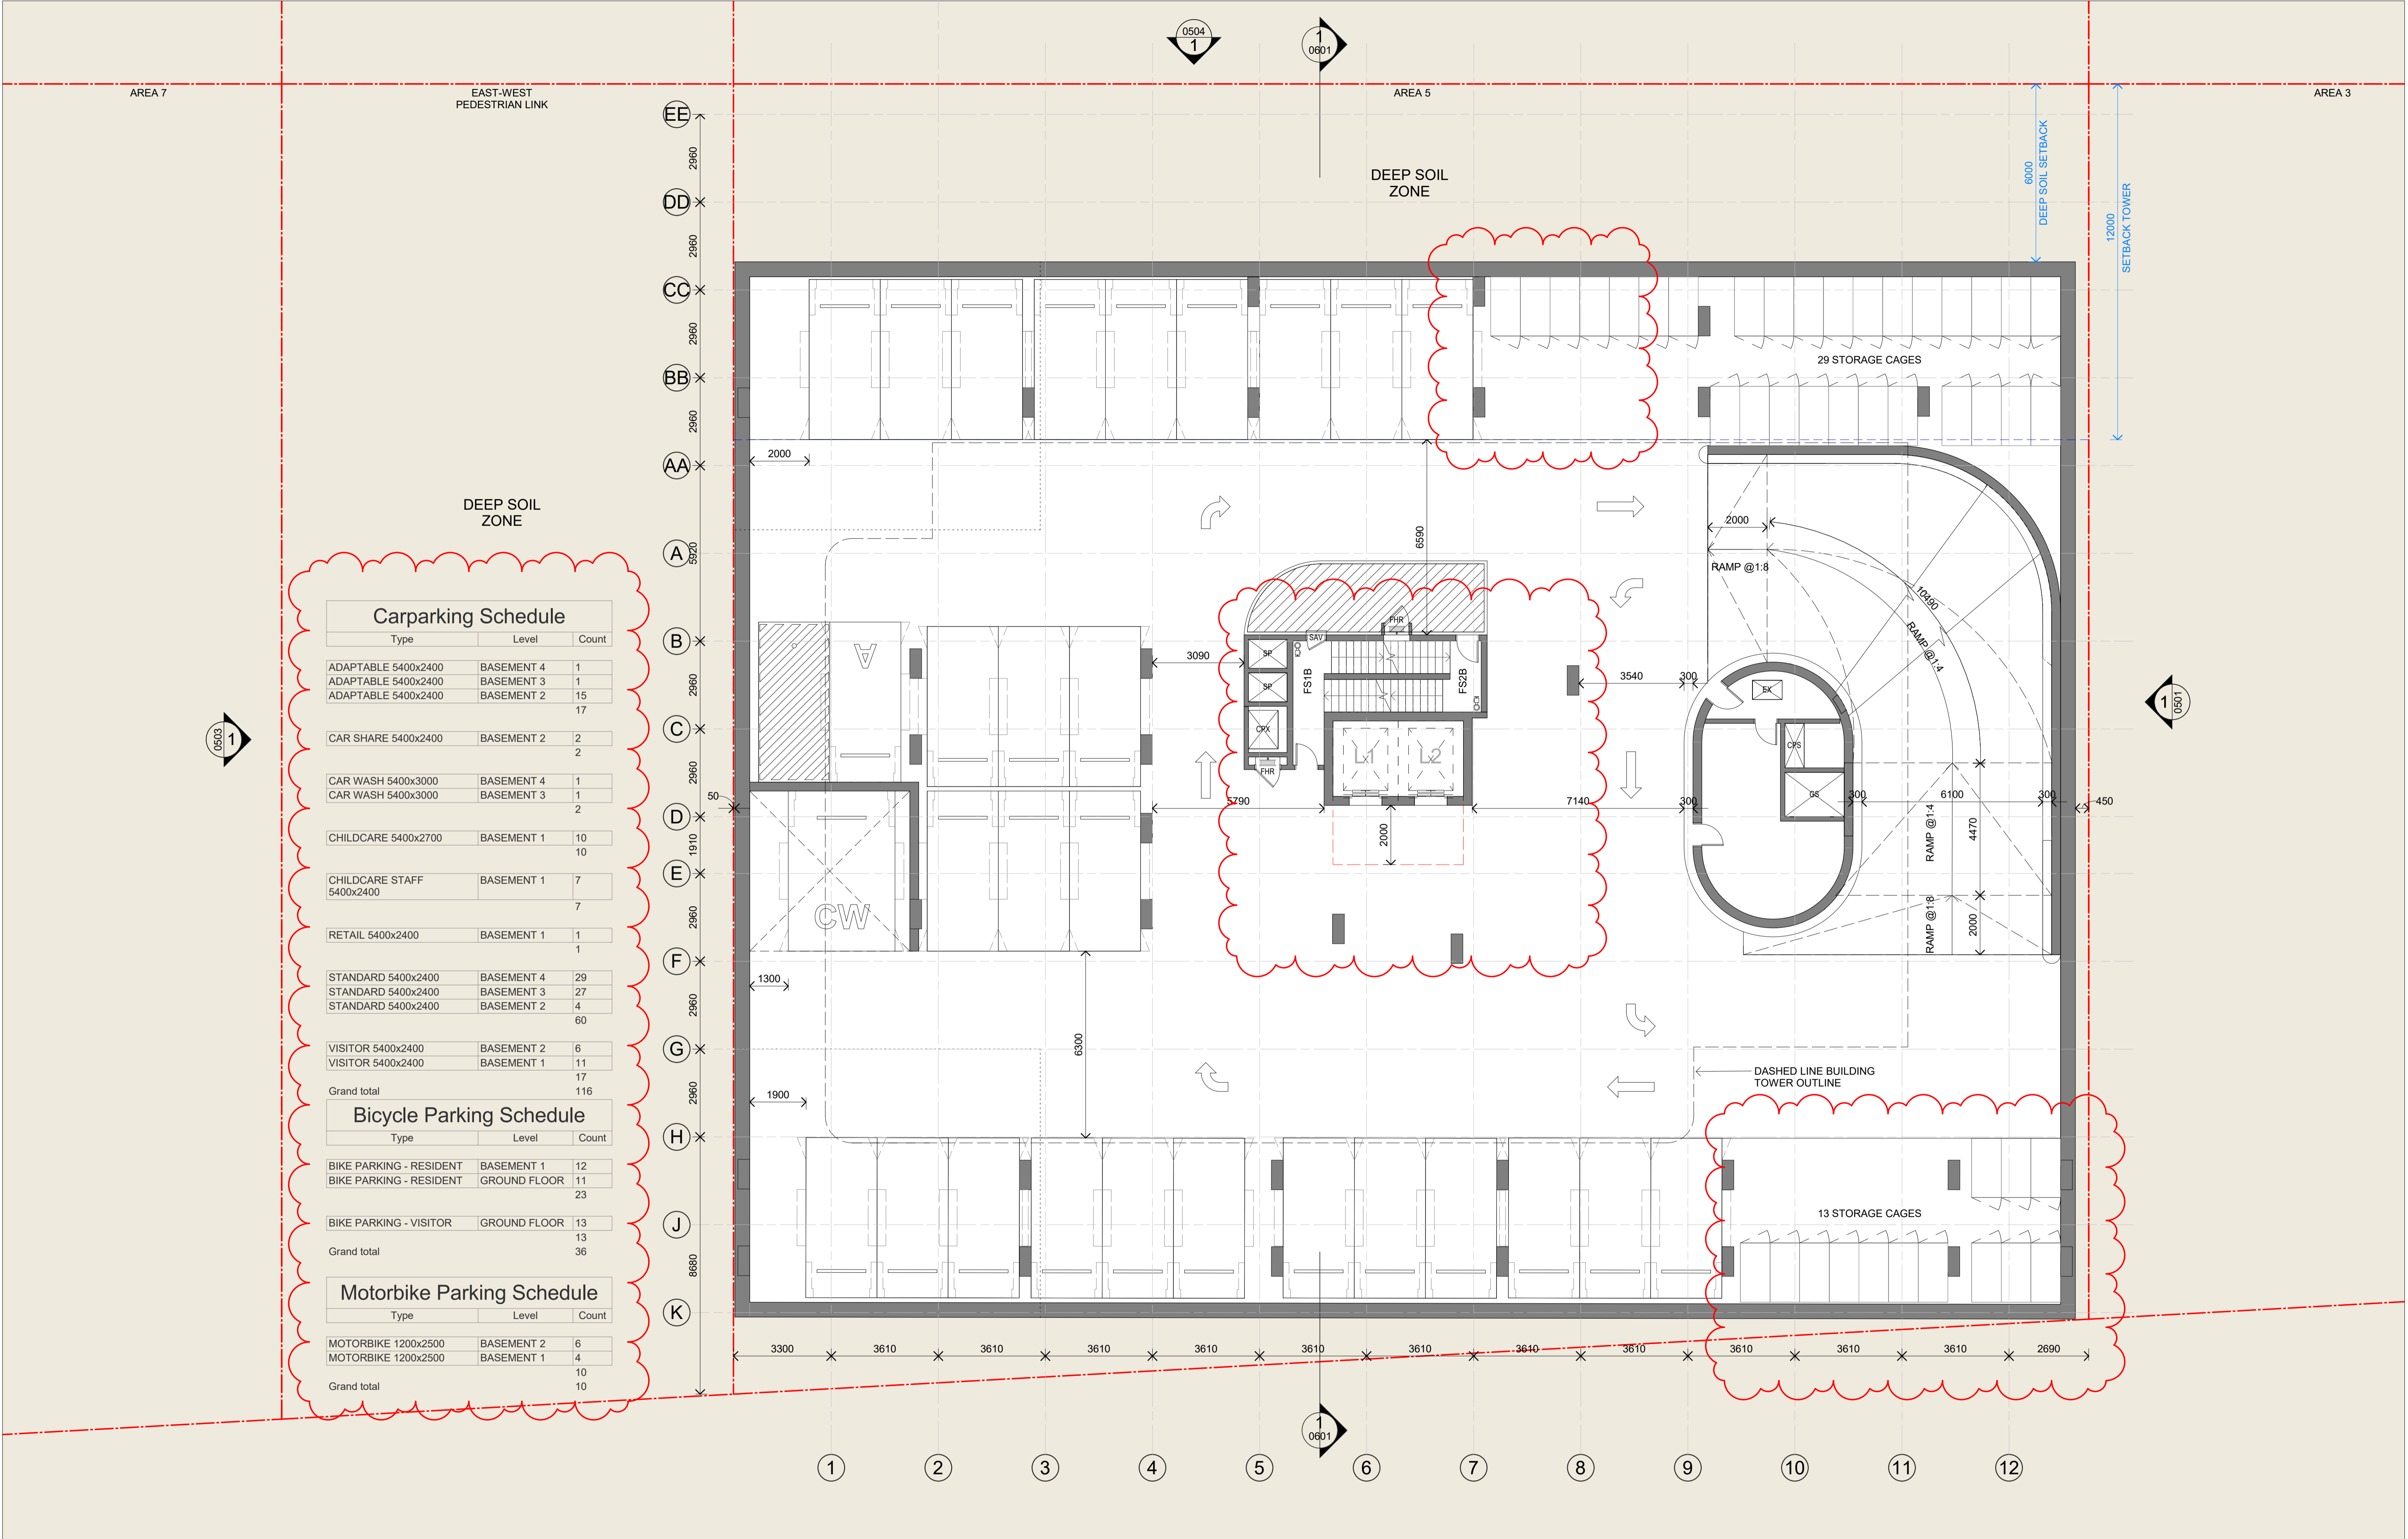 0504
1
1
0601
AREA 7
EAST-WEST
PEDESTRIAN LINK
AREA 5
AREA 3
EE
2960
DD
2960
CC
2960
BB
2960
AA
5920
A
B
2960
C
2960
D
1910
E
2960
F
2960
G
2960
H
J
8680
K
DEEP SOIL
ZONE
6000
DEEP SOIL SETBACK
12000
SETBACK TOWER
29 STORAGE CAGES
2000
DEEP SOIL
ZONE
6590
2000
RAMP @1:8
10490
RAMP @1:4
A
3090
SP
SP
CPX
FHR
SAV
FHR
FS1B
FS2B
L1
L2
3540
300
EX
CPS
GS
0503
1
1
0501
50
5790
7140
300
300
6100
300
450
2000
RAMP @1:4
4470
RAMP @1:8
2000
CW
1300
6300
1900
DASHED LINE BUILDING
TOWER OUTLINE
13 STORAGE CAGES
Carparking Schedule
Type Level Count
ADAPTABLE 5400x2400 BASEMENT 4 1
ADAPTABLE 5400x2400 BASEMENT 3 1
ADAPTABLE 5400x2400 BASEMENT 2 15
17
CAR SHARE 5400x2400 BASEMENT 2 2
2
CAR WASH 5400x3000 BASEMENT 4 1
CAR WASH 5400x3000 BASEMENT 3 1
2
CHILDCARE 5400x2700 BASEMENT 1 10
10
CHILDCARE STAFF BASEMENT 1 7
5400x2400
7
RETAIL 5400x2400 BASEMENT 1 1
1
STANDARD 5400x2400 BASEMENT 4 29
STANDARD 5400x2400 BASEMENT 3 27
STANDARD 5400x2400 BASEMENT 2 4
60
VISITOR 5400x2400 BASEMENT 2 6
VISITOR 5400x2400 BASEMENT 1 11
17
Grand total 116
Bicycle Parking Schedule
Type Level Count
BIKE PARKING - RESIDENT BASEMENT 1 12
BIKE PARKING - RESIDENT GROUND FLOOR 11
23
BIKE PARKING - VISITOR GROUND FLOOR 13
13
Grand total 36
Motorbike Parking Schedule
Type Level Count
MOTORBIKE 1200x2500 BASEMENT 2 6
MOTORBIKE 1200x2500 BASEMENT 1 4
10
Grand total 10
3300 3610 3610 3610 3610 3610 3610 3610 3610 3610 3610 3610 2690
1
0601
1 2 3 4 5 6 7 8 9 10 11 12